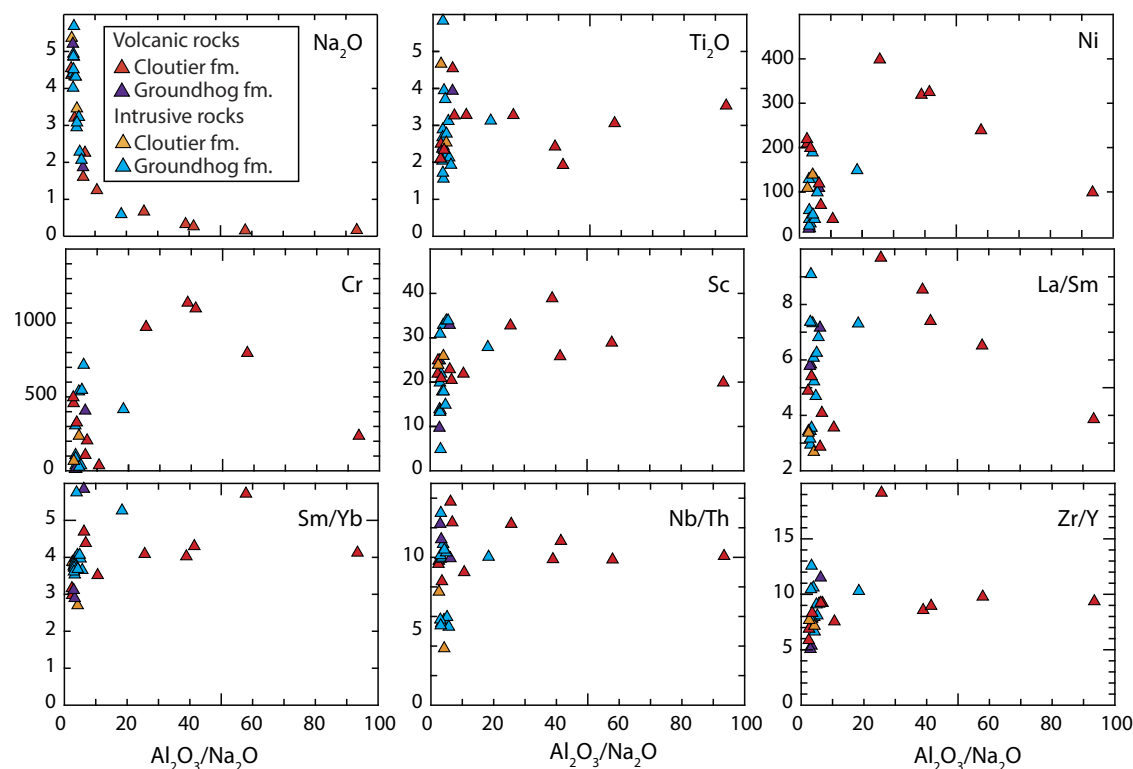 Na₂O
Volcanic rocks
Cloutier fm.
Groundhog fm.
Intrusive rocks
Cloutier fm.
Groundhog fm.
5
4
3
2
1
0
Ti₂O
5
4
3
2
1
0
Ni
400
300
200
100
0
Cr
1000
500
0
Sc
40
30
20
10
0
La/Sm
8
6
4
2
Sm/Yb
5
4
3
2
1
0
0 20 40 60 80 100
Al₂O₃/Na₂O
Nb/Th
10
0
0 20 40 60 80 100
Al₂O₃/Na₂O
Zr/Y
15
10
5
0
0 20 40 60 80 100
Al₂O₃/Na₂O